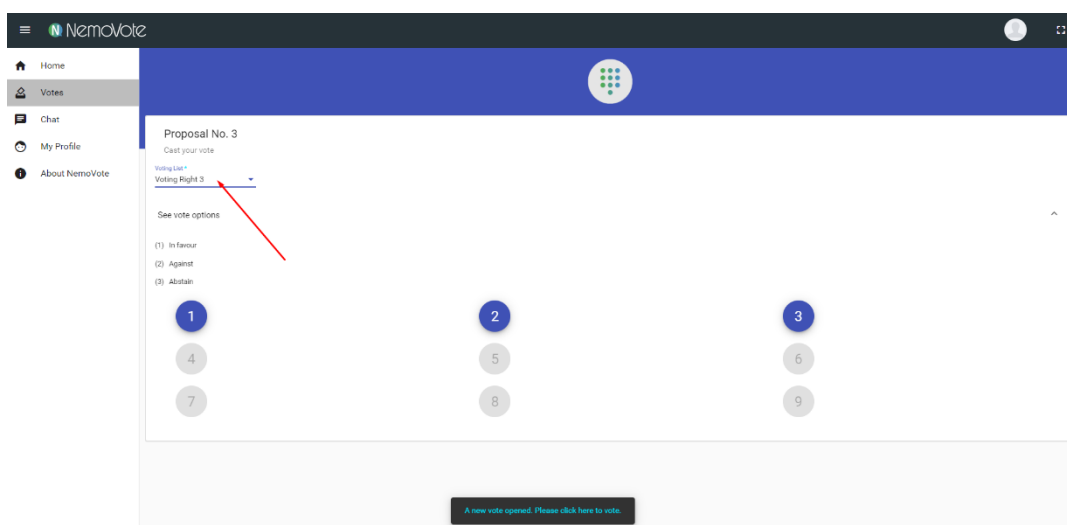 NemoVote
Home
Votes
Chat
My Profile
About NemoVote
Proposal No. 3
Cast your vote
Voting List *
Voting Right 3
See vote options
(1) In favour
(2) Against
(3) Abstain
1 2 3
4 5 6
7 8 9
A new vote opened. Please click here to vote.